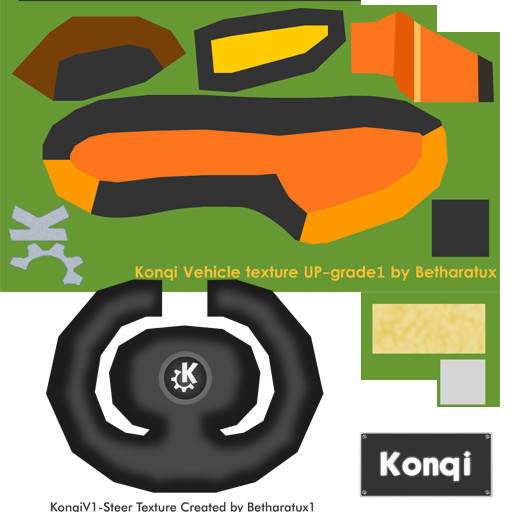 Konqi Vehicle texture UP-grade1 by Betharatux
K
Konqi
KonqiV1-Steer Texture Created by Betharatux1